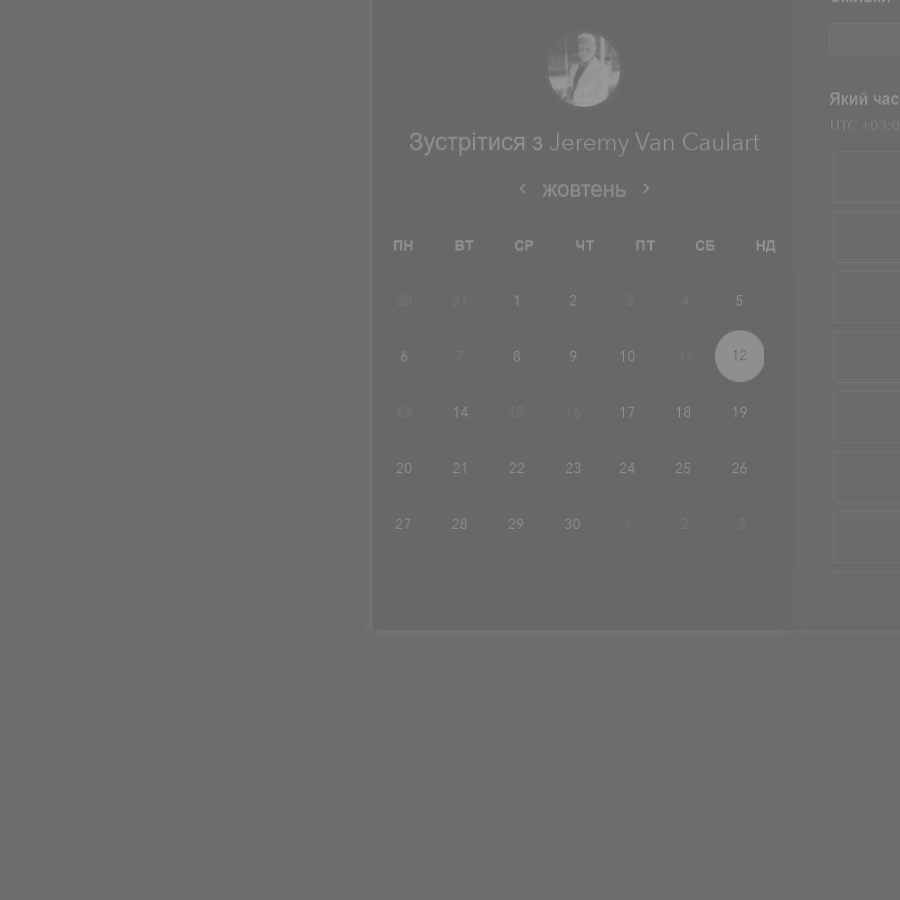 Зустрітися з Jeremy Van Caulart
жовтень
ПН ВТ СР ЧТ ПТ СБ НД
30 31 1 2 3 4 5
6 7 8 9 10 11 12
13 14 15 16 17 18 19
20 21 22 23 24 25 26
27 28 29 30 1 2 3
Який час
UTC +03:0